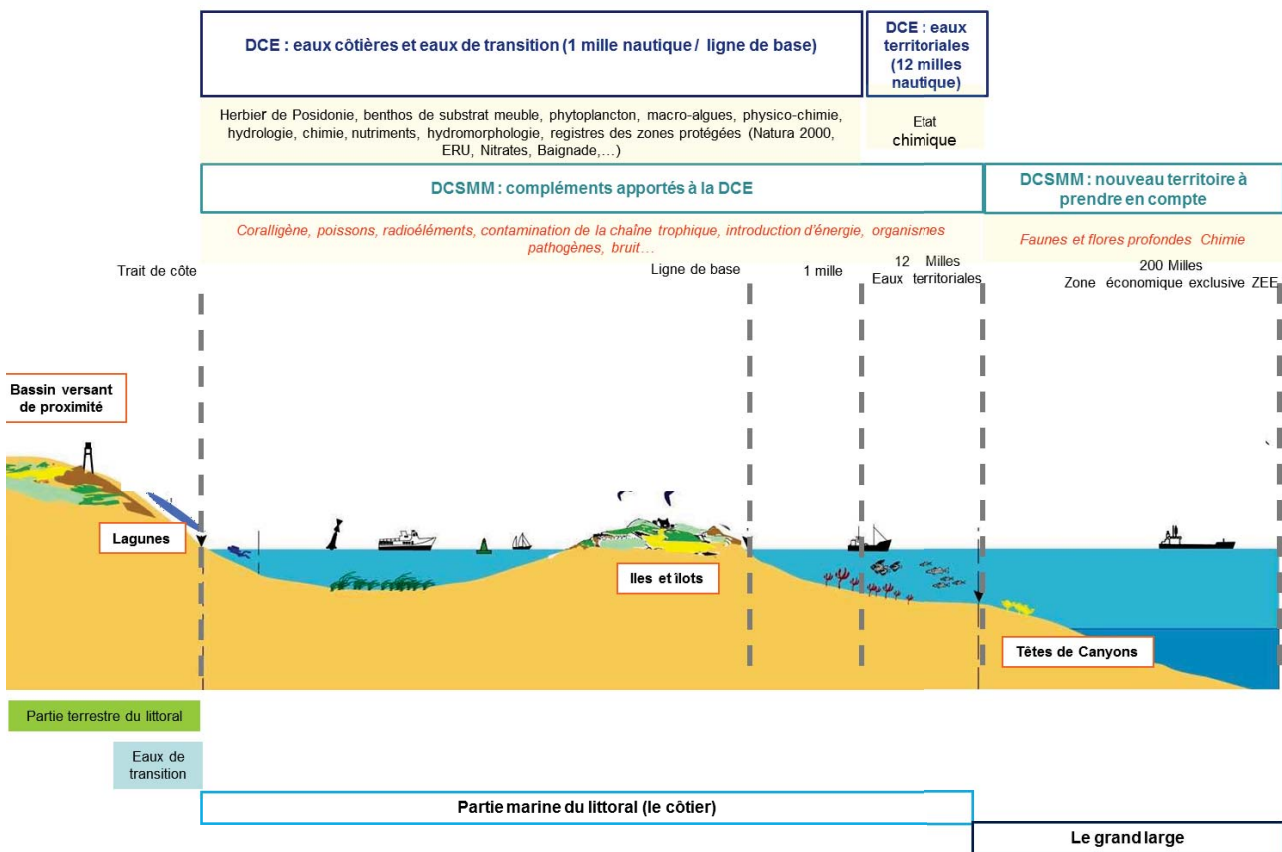 DCE : eaux côtières et eaux de transition (1 mille nautique / ligne de base)
DCE : eaux
territoriales
(12 milles
nautique)
Herbier de Posidonie, benthos de substrat meuble, phytoplancton, macro-algues, physico-chimie,
hydrologie, chimie, nutriments, hydromorphologie, registres des zones protégées (Natura 2000,
ERU, Nitrates, Baignade,...)
Etat
chimique
DCSMM : compléments apportés à la DCE
DCSMM : nouveau territoire à
prendre en compte
Coralligène, poissons, radioéléments, contamination de la chaîne trophique, introduction d'énergie, organismes
pathogènes, bruit...
Faunes et flores profondes Chimie
Trait de côte
Ligne de base
1 mille
12 Milles
Eaux territoriales
200 Milles
Zone économique exclusive ZEE
Bassin versant
de proximité
Lagunes
Iles et îlots
Têtes de Canyons
Partie terrestre du littoral
Eaux de
transition
Partie marine du littoral (le côtier)
Le grand large